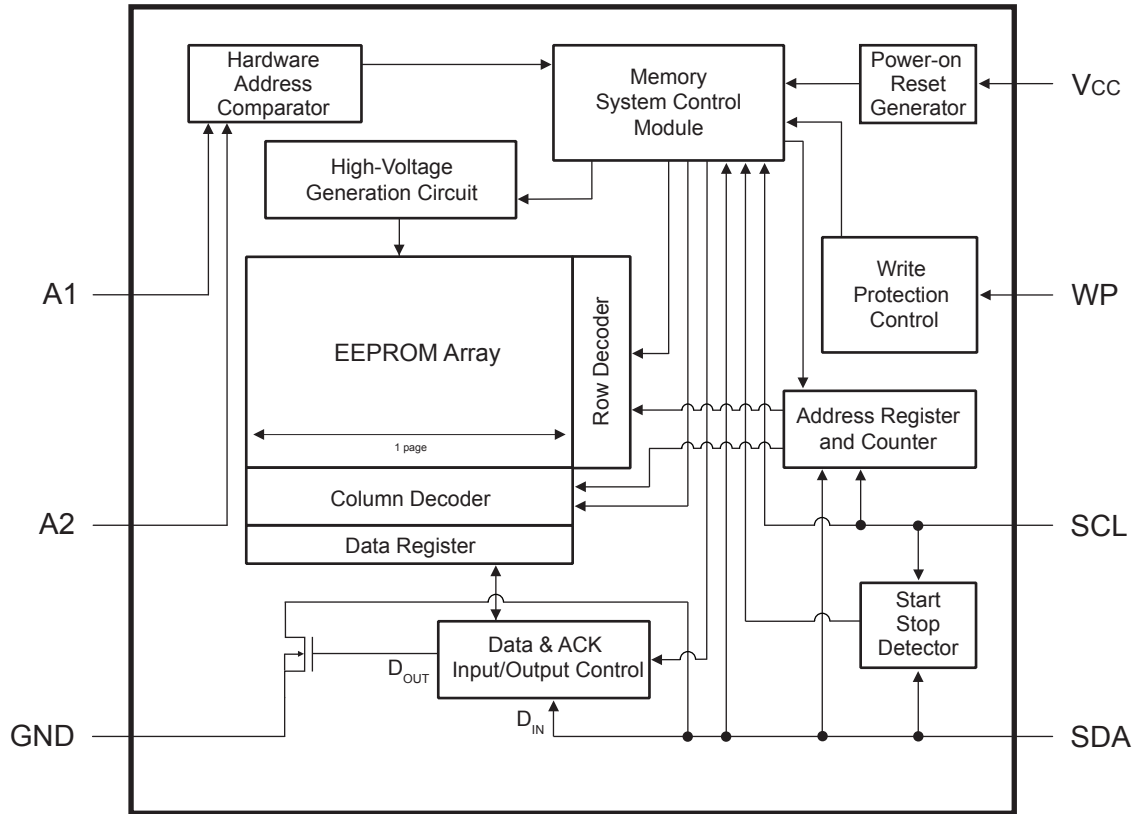 Hardware
Address
Comparator
Memory
System Control
Module
Power-on
Reset
Generator
VCC
High-Voltage
Generation Circuit
A1
EEPROM Array
Row Decoder
Write
Protection
Control
WP
1 page
Address Register
and Counter
Column Decoder
A2
SCL
Data Register
Start
Stop
Detector
Data & ACK
Input/Output Control
DOUT
DIN
GND
SDA